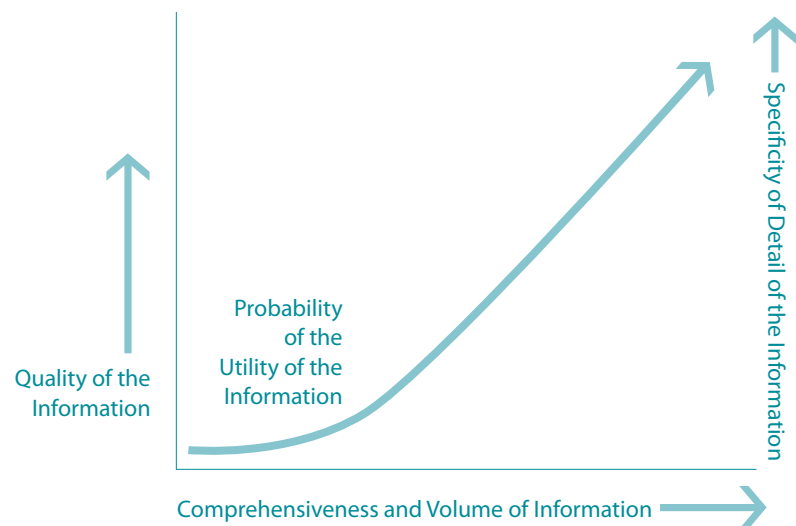 Probability
of the
Utility of the
Information
Quality of the
Information
Specificity of Detail of the Information
Comprehensiveness and Volume of Information